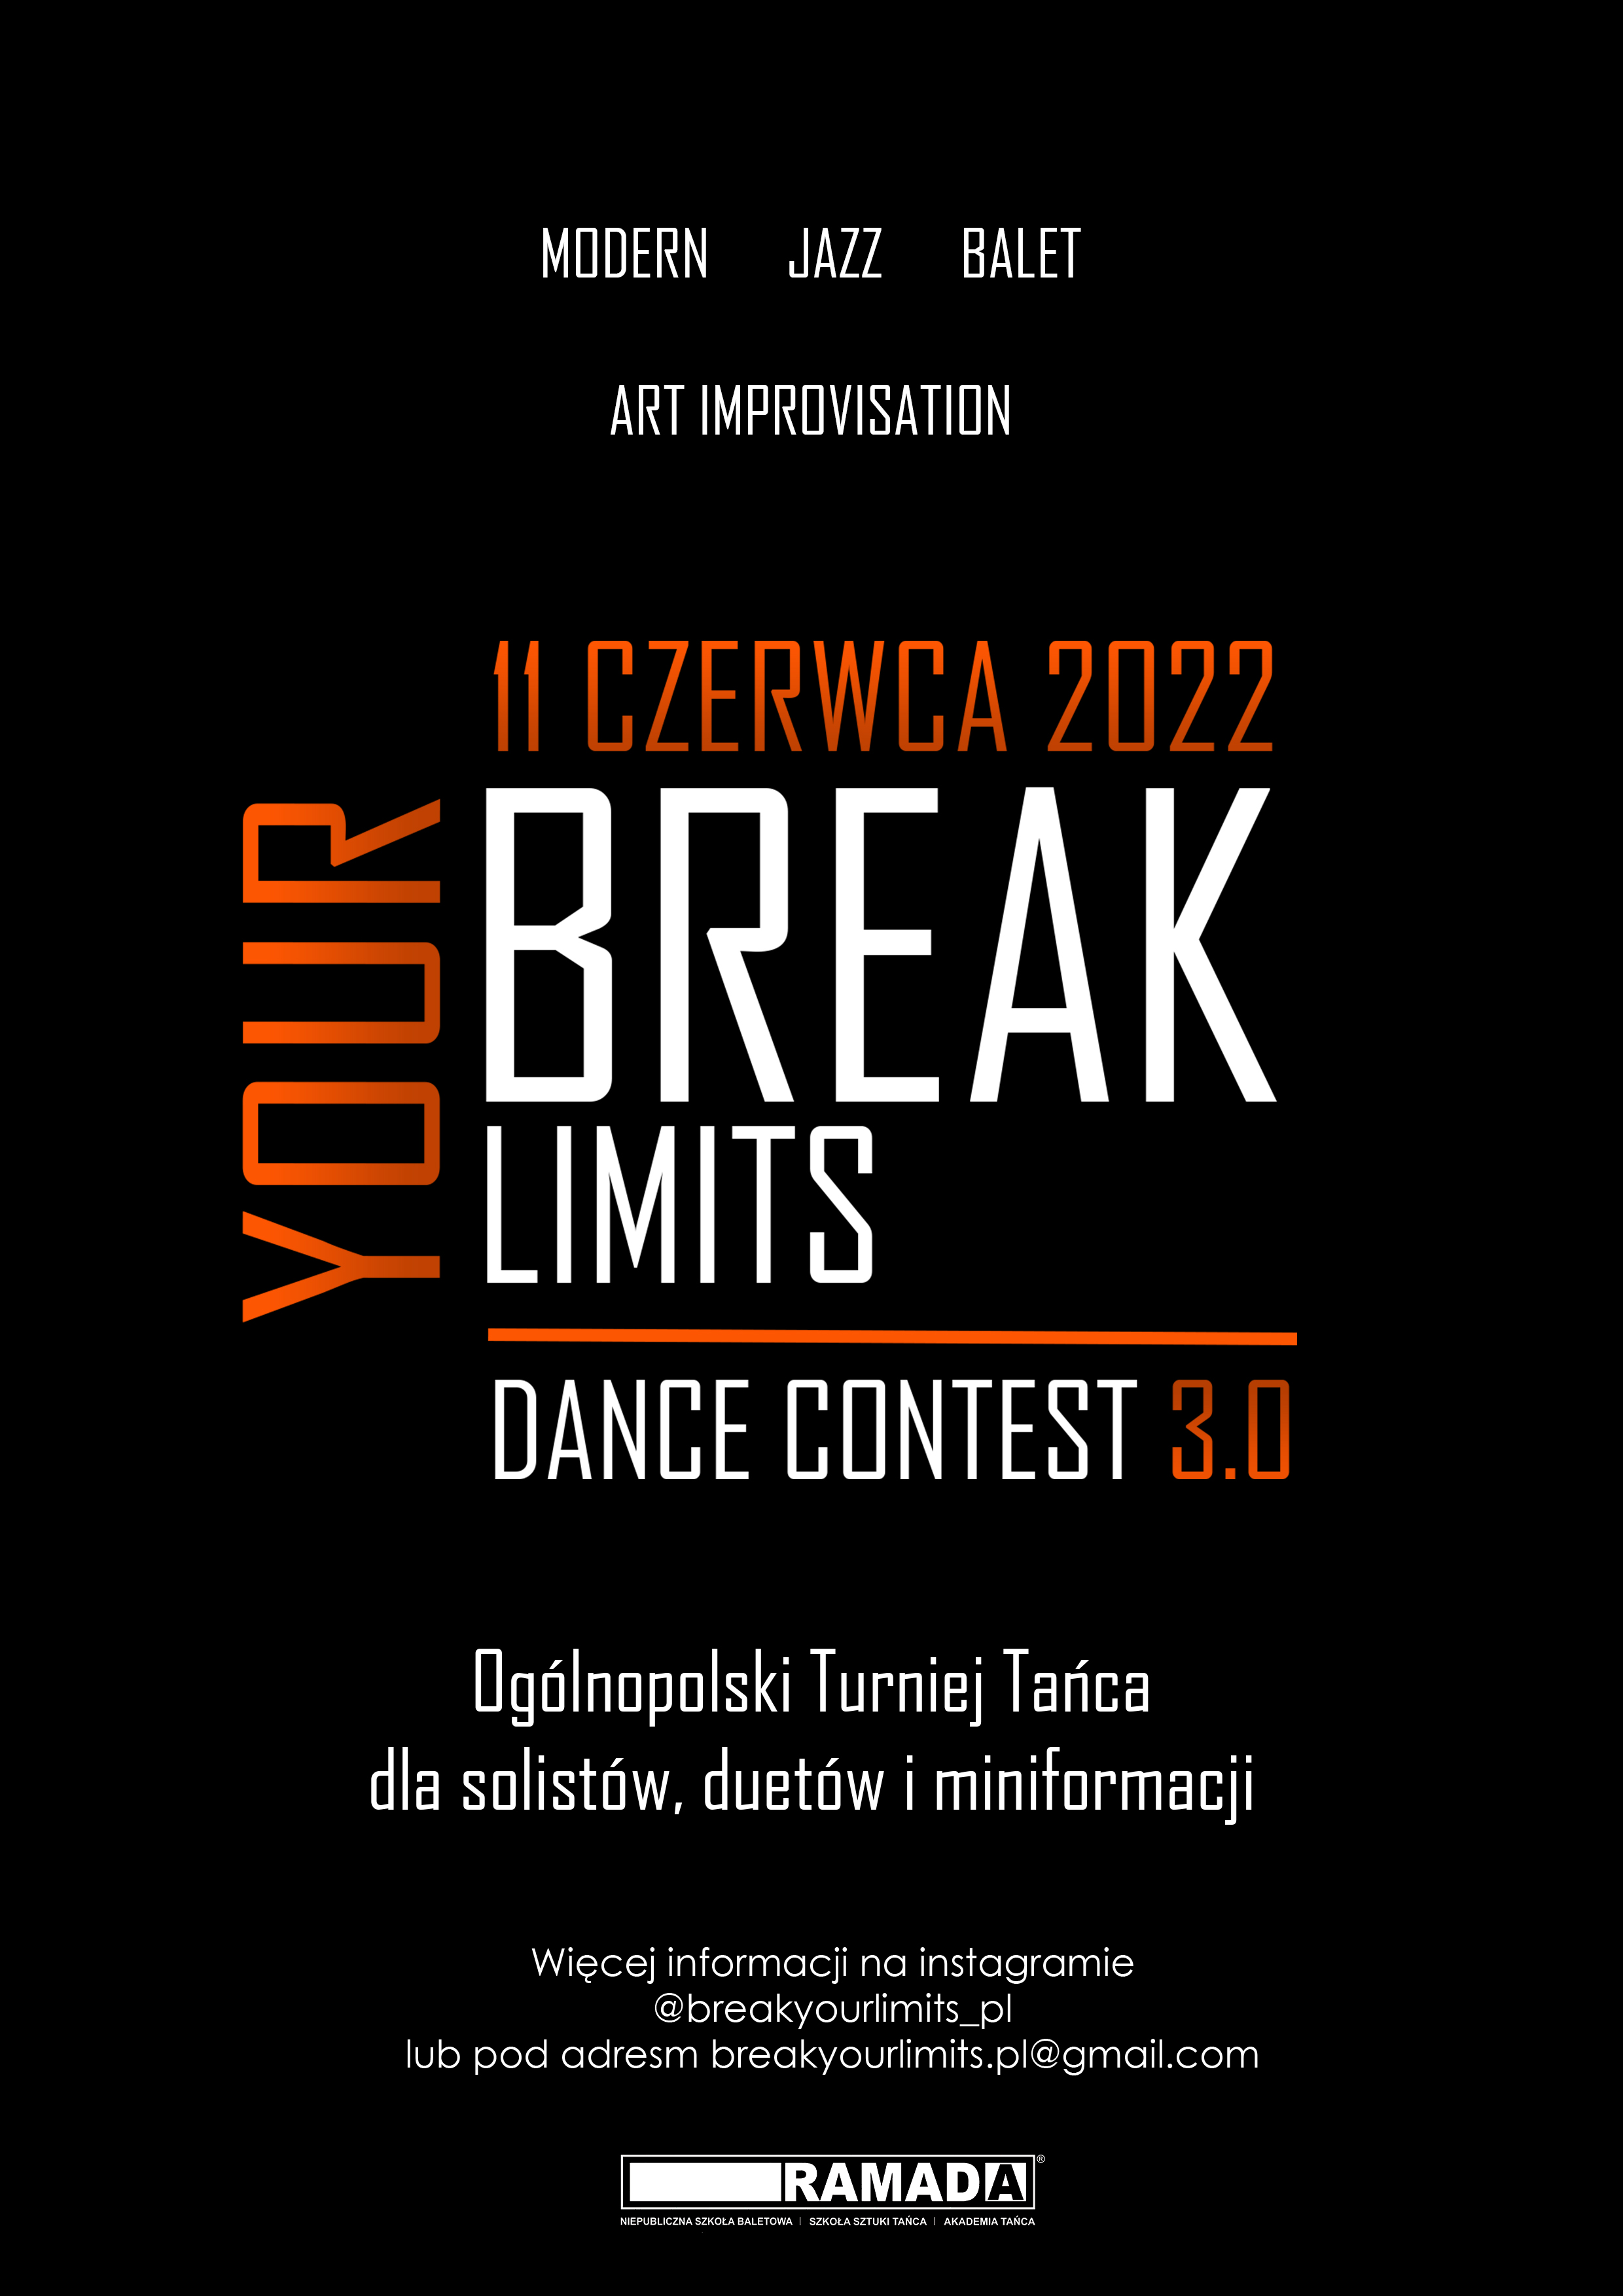 MODERN JAZZ BALET
ART IMPROVISATION
11 CZERWCA 2022
BREAK
YOUR
LIMITS
DANCE CONTEST 3.0
Ogólnopolski Turniej Tańca
dla solistów, duetów i miniformacji
Więcej informacji na instagramie
@breakyourlimits_pl
lub pod adresm breakyourlimits.pl@gmail.com
RAMADA®
NIEPUBLICZNA SZKOŁA BALETOWA | SZKOŁA SZTUKI TAŃCA | AKADEMIA TAŃCA